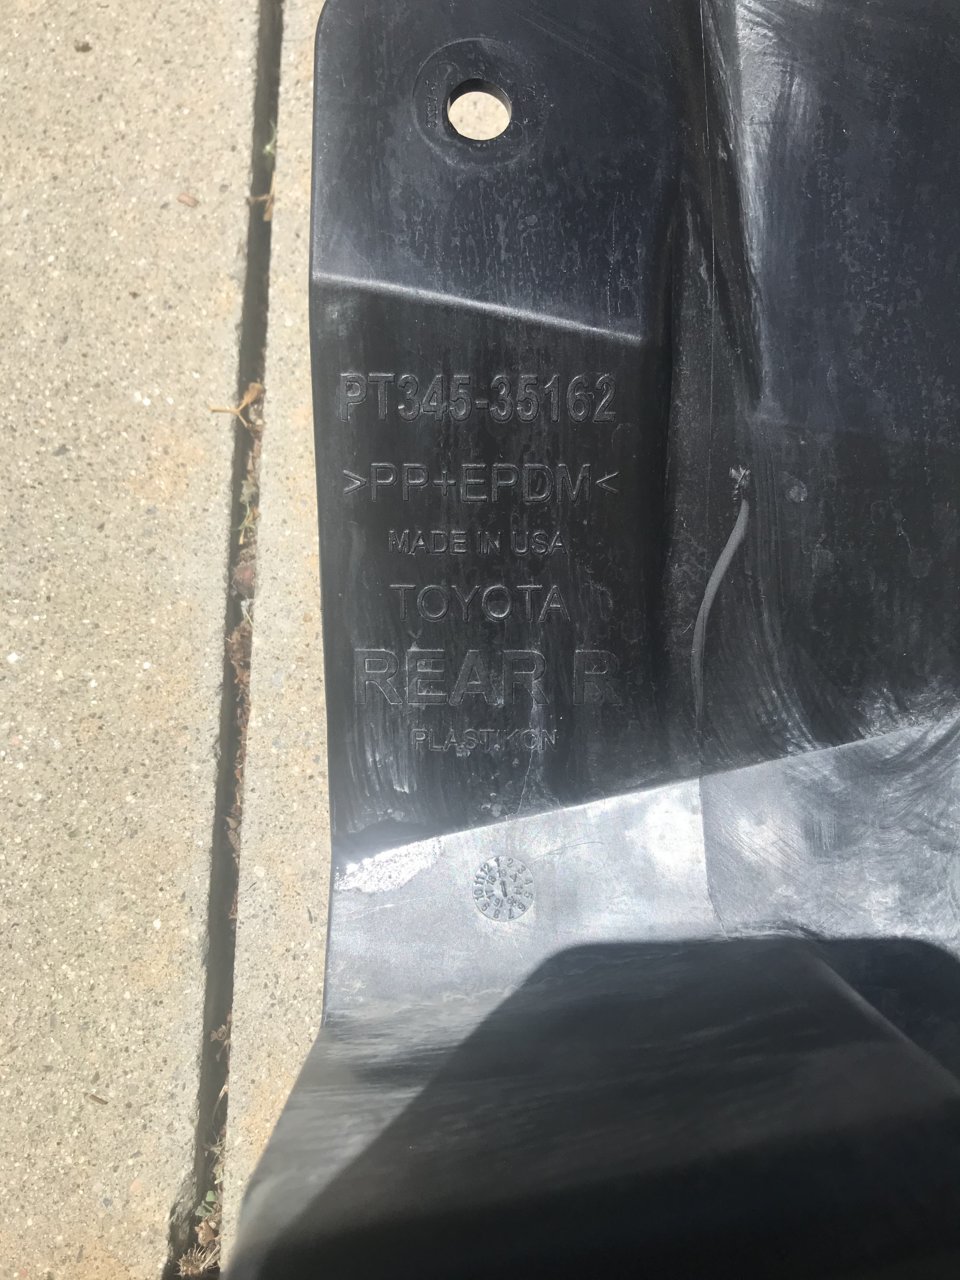 PT345-35162
>PP+EPDM<
MADE IN USA
TOYOTA
REAR R
PLASTIKON